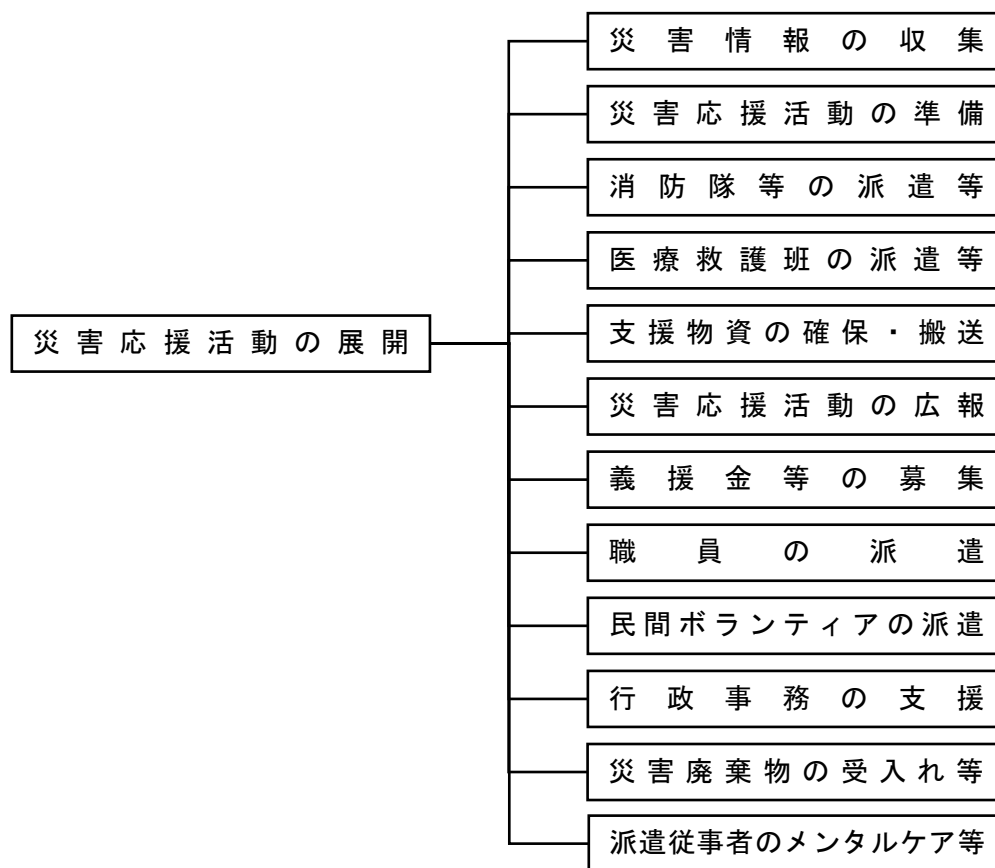 災害応援活動の展開
災害情報の収集
災害応援活動の準備
消防隊等の派遣等
医療救護班の派遣等
支援物資の確保・搬送
災害応援活動の広報
義援金等の募集
職員の派遣
民間ボランティアの派遣
行政事務の支援
災害廃棄物の受入れ等
派遣従事者のメンタルケア等